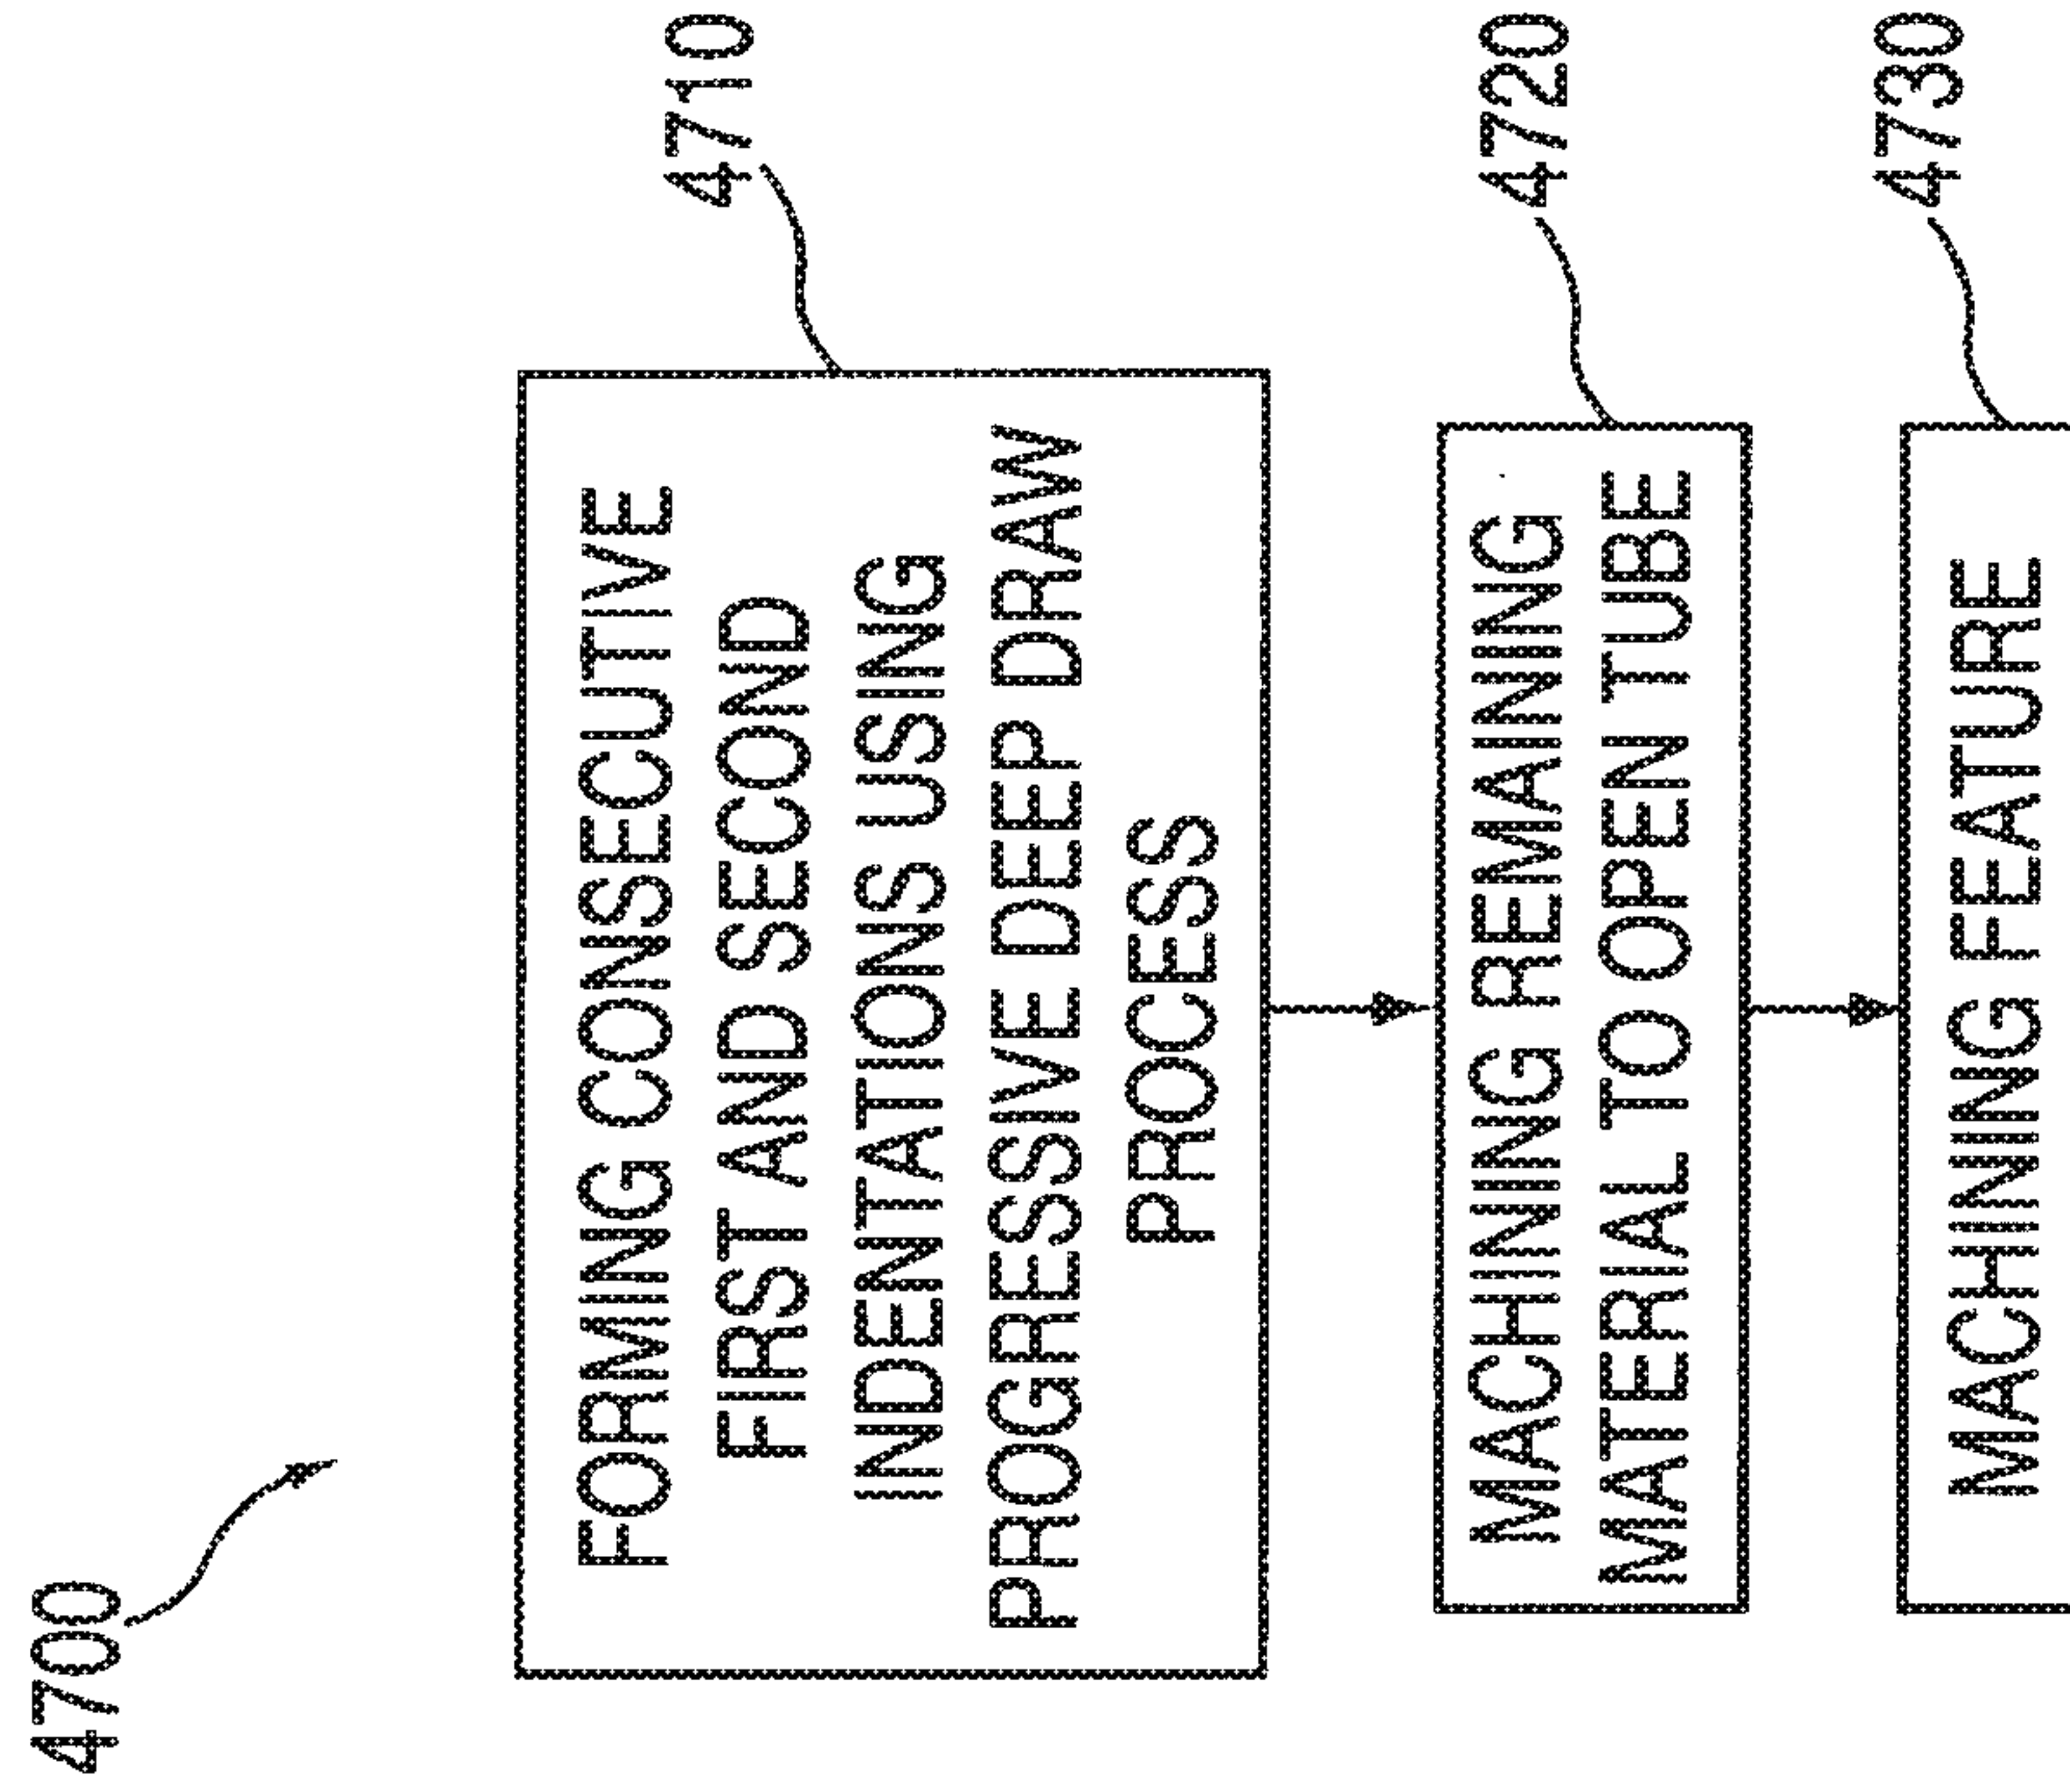 4700
4710
FORMING CONSECUTIVE
FIRST AND SECOND
INDENTATIONS USING
PROGRESSIVE DEEP DRAW
PROCESS
4720
MACHINING REMAINING
MATERIAL TO OPEN TUBE
4730
MACHINING FEATURE